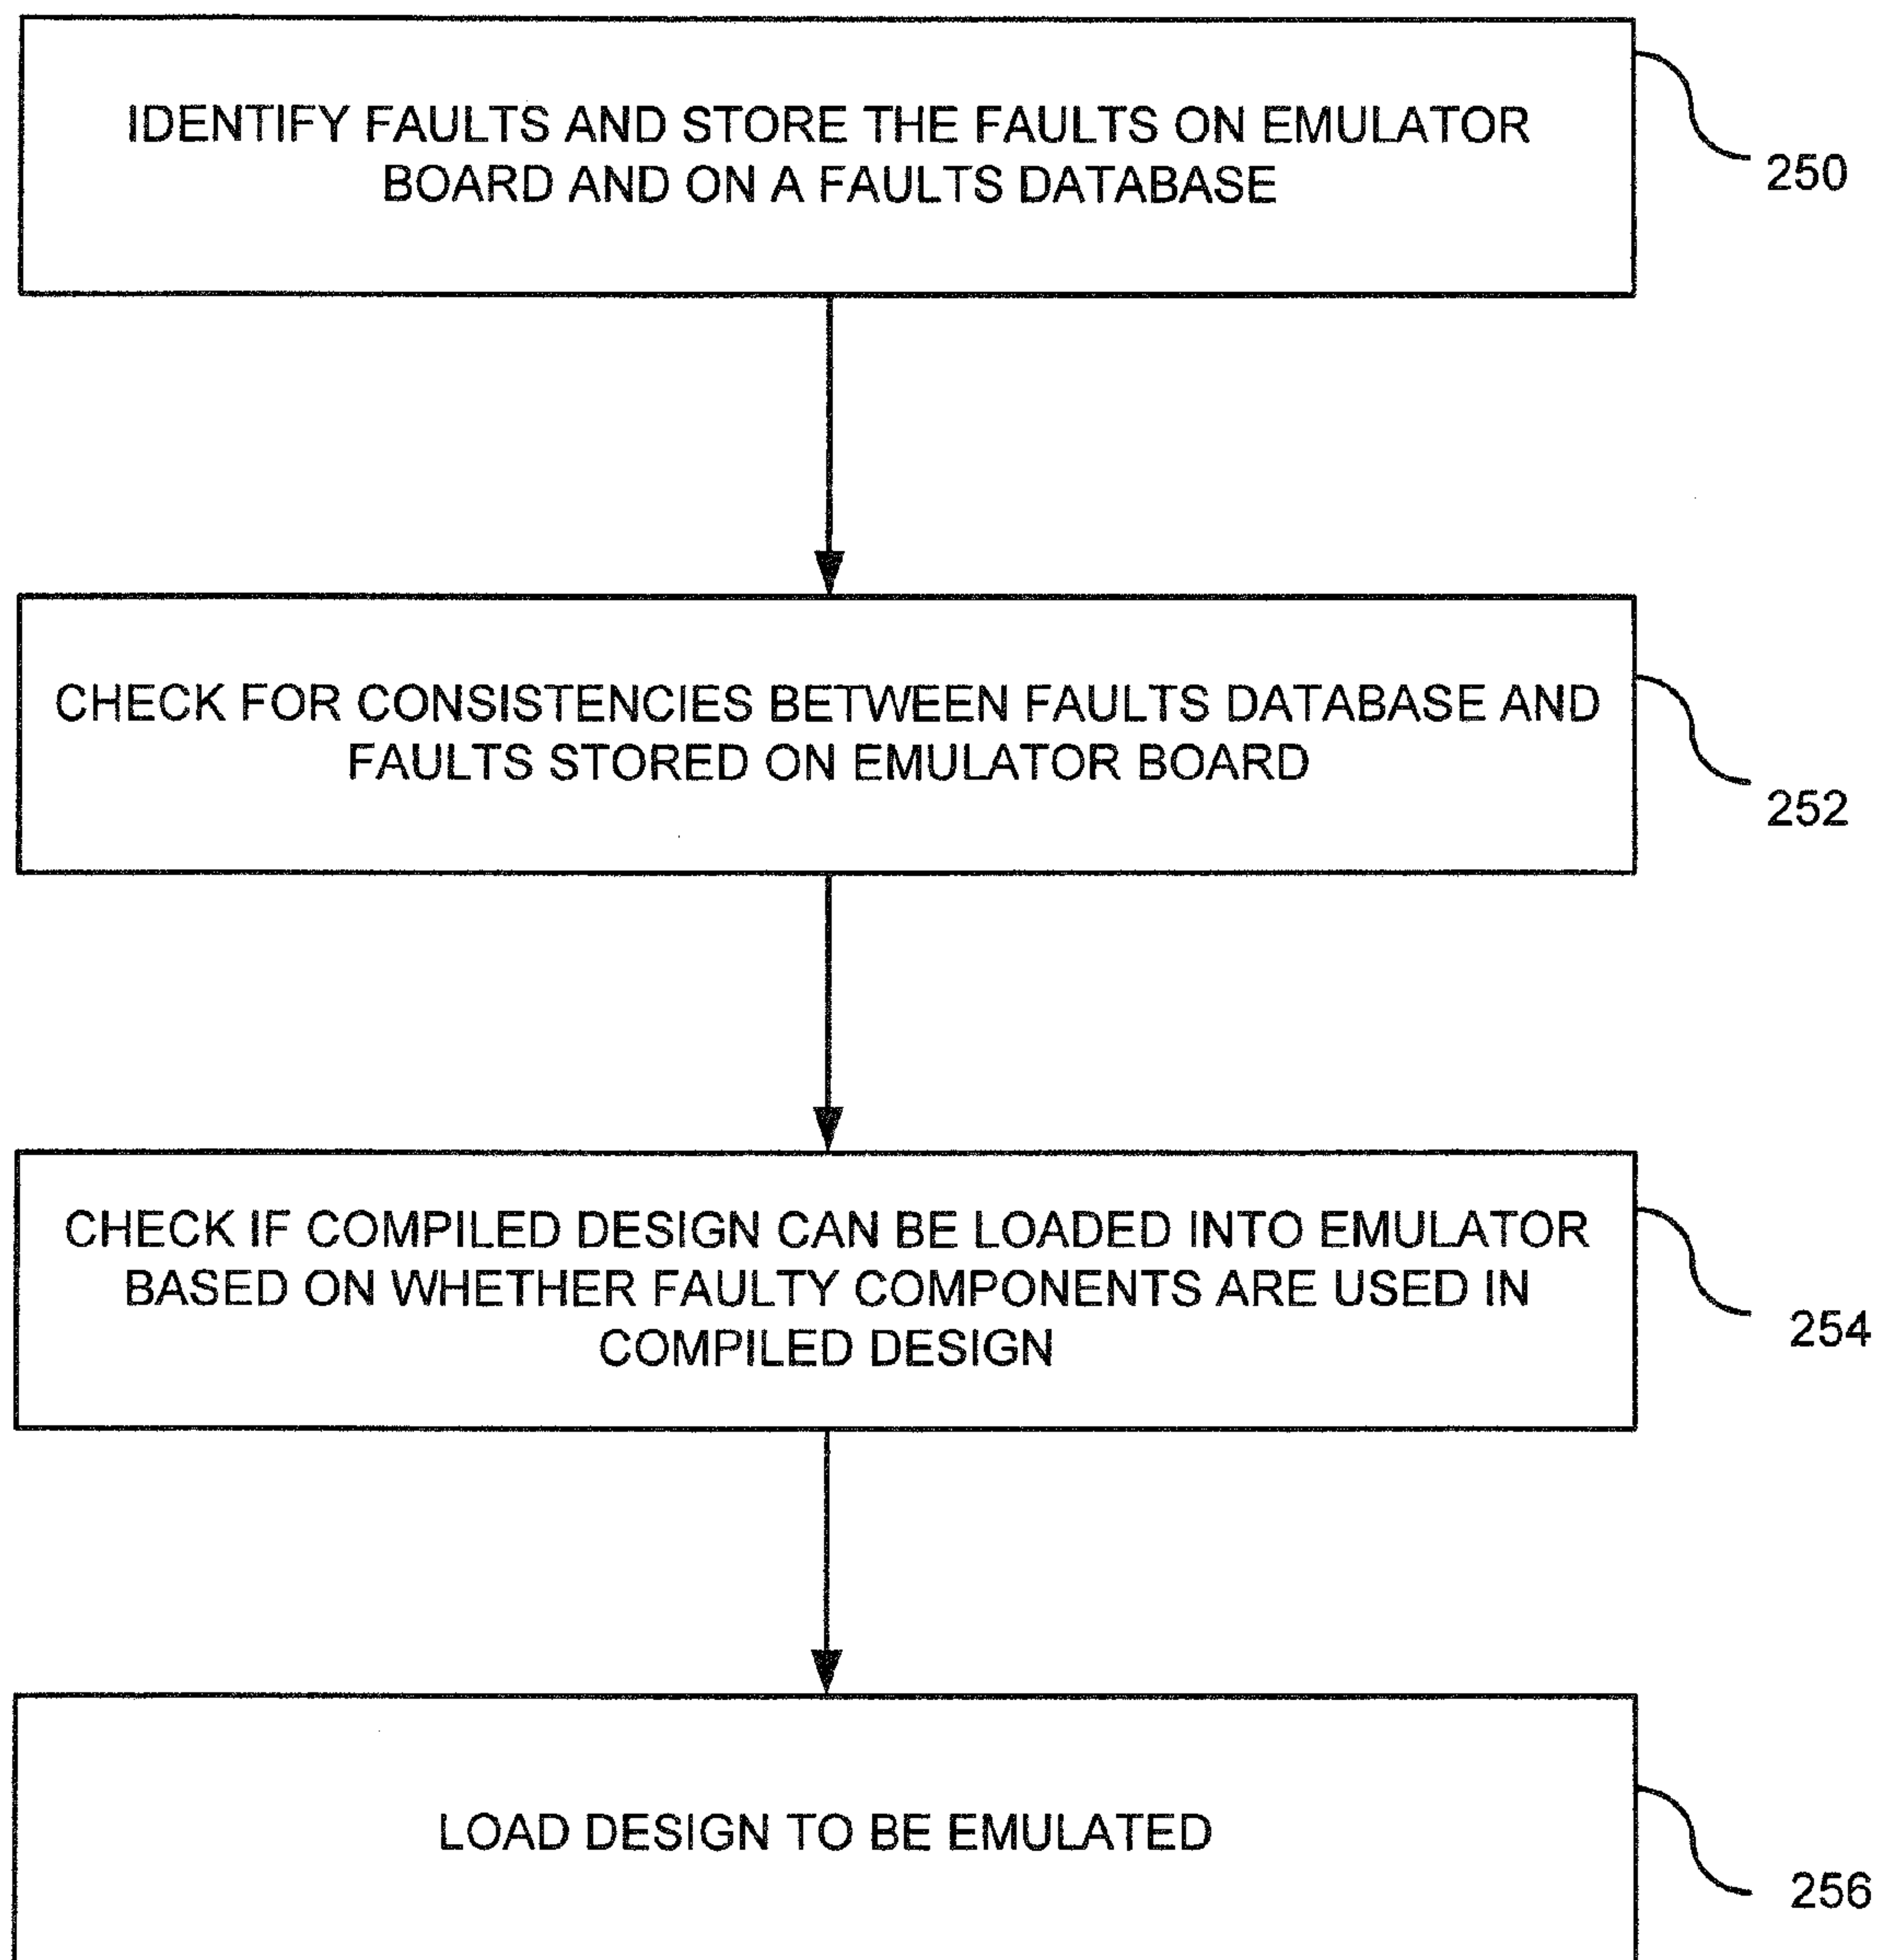 IDENTIFY FAULTS AND STORE THE FAULTS ON EMULATOR
BOARD AND ON A FAULTS DATABASE
250
CHECK FOR CONSISTENCIES BETWEEN FAULTS DATABASE AND
FAULTS STORED ON EMULATOR BOARD
252
CHECK IF COMPILED DESIGN CAN BE LOADED INTO EMULATOR
BASED ON WHETHER FAULTY COMPONENTS ARE USED IN
COMPILED DESIGN
254
LOAD DESIGN TO BE EMULATED
256